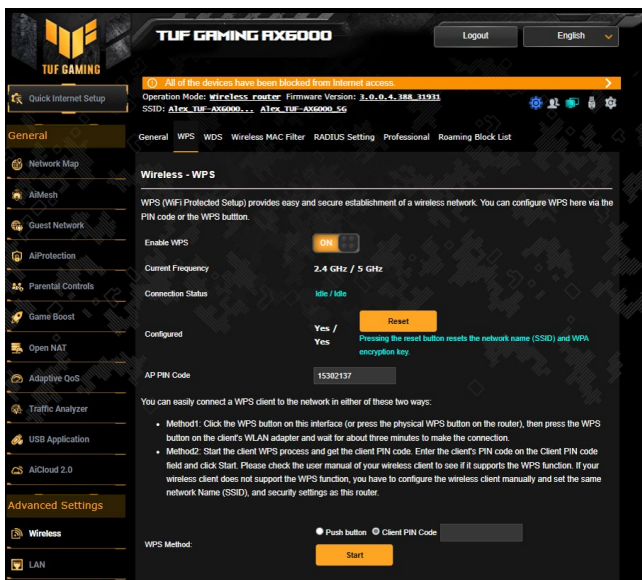 TUF GAMING AX6000
Logout
English
TUF GAMING
Quick Internet Setup
All of the devices have been blocked from Internet access.
Operation Mode: Wireless router Firmware Version: 3.0.0.4.388_31931
SSID: Alex_TUF-AX6000... Alex_TUF-AX6000_5G
General
General WPS WDS Wireless MAC Filter RADIUS Setting Professional Roaming Block List
Network Map
AiMesh
Guest Network
AiProtection
Parental Controls
Game Boost
Open NAT
Adaptive QoS
Traffic Analyzer
USB Application
AiCloud 2.0
Advanced Settings
Wireless
LAN
Wireless - WPS
WPS (WiFi Protected Setup) provides easy and secure establishment of a wireless network. You can configure WPS here via the
PIN code or the WPS buttton.
Enable WPS
ON
Current Frequency
2.4 GHz / 5 GHz
Connection Status
Idle / Idle
Configured
Yes /
Yes
Reset
Pressing the reset button resets the network name (SSID) and WPA
encryption key.
AP PIN Code
15302137
You can easily connect a WPS client to the network in either of these two ways:
• Method1: Click the WPS button on this interface (or press the physical WPS button on the router), then press the WPS
button on the client's WLAN adapter and wait for about three minutes to make the connection.
• Method2: Start the client WPS process and get the client PIN code. Enter the client's PIN code on the Client PIN code
field and click Start. Please check the user manual of your wireless client to see if it supports the WPS function. If your
wireless client does not support the WPS function, you have to configure the wireless client manually and set the same
network Name (SSID), and security settings as this router.
WPS Method:
Push button Client PIN Code
Start